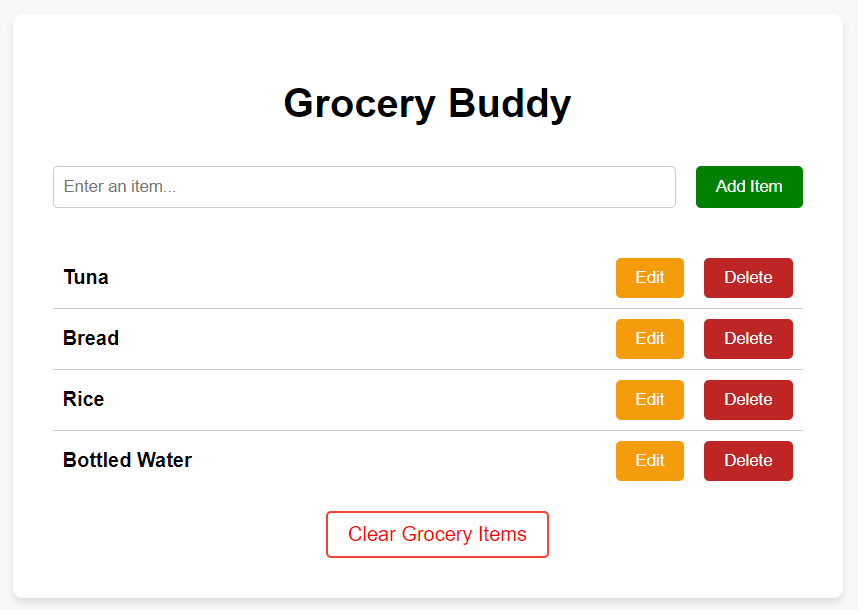 Grocery Buddy
Enter an item... Add Item
Tuna Edit Delete
Bread Edit Delete
Rice Edit Delete
Bottled Water Edit Delete
Clear Grocery Items